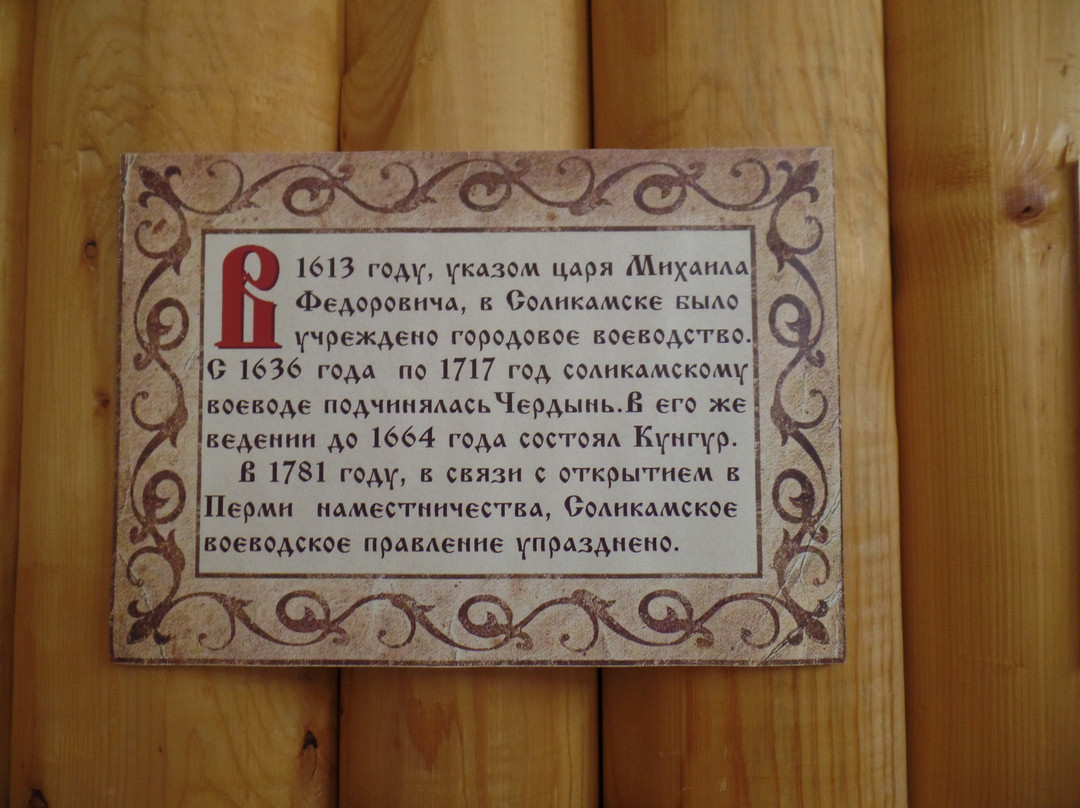 В 1613 году, указом царя Михаила
Федоровича, в Соликамске было
учреждено городовое воеводство.
С 1636 года по 1717 год соликамскому
воеводе подчинялась Чердынь.В его же
ведении до 1664 года состоял Кунгур.
В 1781 году, в связи с открытием в
Перми наместничества, Соликамское
воеводское правление упразднено.